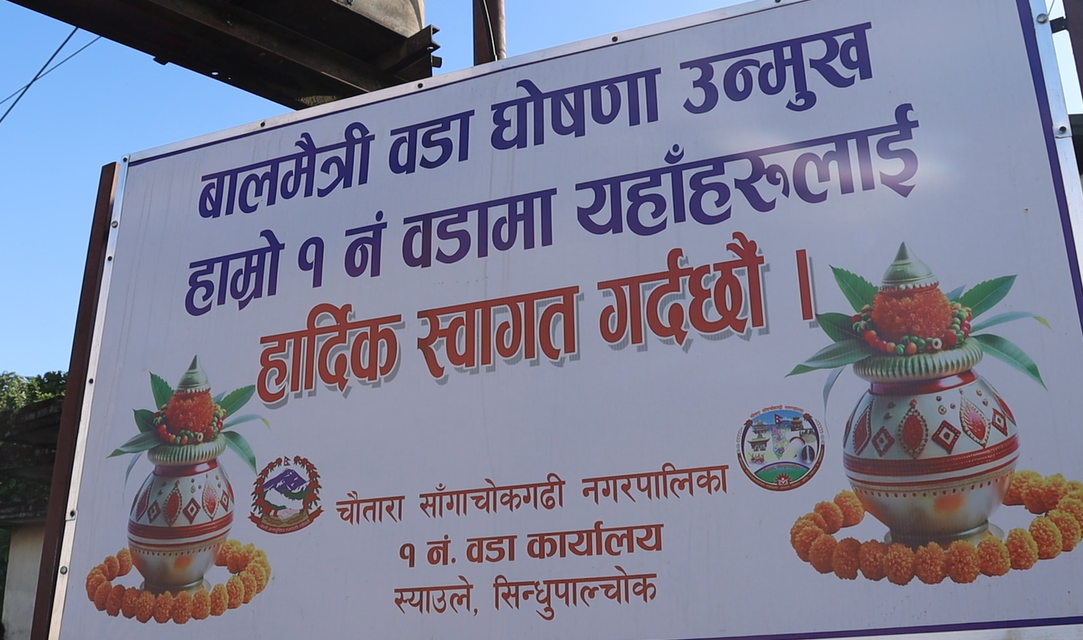 बालमैत्री वडा घोषणा उन्मुख
हाम्रो १ नं वडामा यहाँहरूलाई
हार्दिक स्वागत गर्दछौं ।
चौतारा साँगाचोकगढी नगरपालिका
१ नं. वडा कार्यालय
स्याउले, सिन्धुपाल्चोक